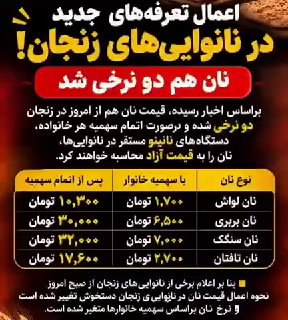 اعمال تعرفه‌های جدید
در نانوایی‌های زنجان!
نان هم دو نرخی شد
براساس اخبار رسیده، قیمت نان هم از امروز در زنجان
دو نرخی شده و درصورت اتمام سهمیه هر خانواده،
دستگاه‌های نانینو مستقر در نانوایی‌ها،
نان را به قیمت آزاد محاسبه خواهند کرد.
نوع نان با سهمیه خانوار پس از اتمام سهمیه
نان لواش ۱,۷۰۰ تومان ۱۰,۳۰۰ تومان
نان بربری ۶,۵۰۰ تومان ۳۰,۰۰۰ تومان
نان سنگک ۷,۰۰۰ تومان ۳۲,۰۰۰ تومان
نان تافتان ۲,۷۰۰ تومان ۱۷,۶۰۰ تومان
بنا بر اعلام برخی از نانوایی‌های زنجان از صبح امروز
نحوه اعمال قیمت نان در نانوایی‌های زنجان دستخوش تغییر شده است
و نرخ نان براساس سهمیه خانوارها متغیر شده است.